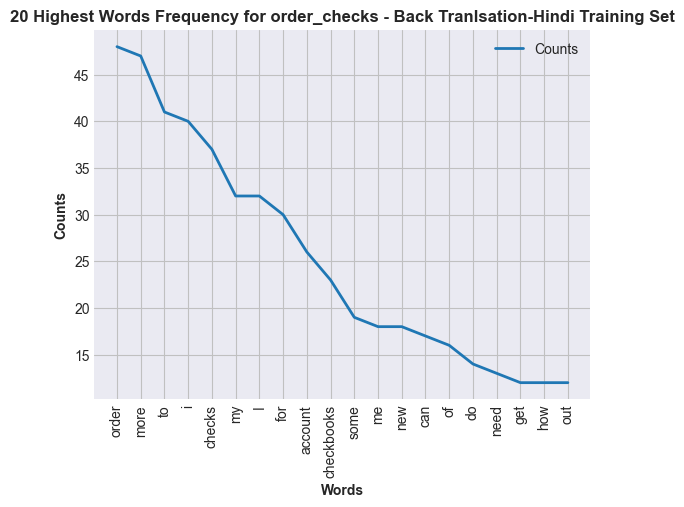 20 Highest Words Frequency for order_checks - Back Tranlsation-Hindi Training Set
Counts
Counts
45
40
35
30
25
20
15
order
more
to
i
checks
my
I
for
account
checkbooks
some
me
new
can
of
do
need
get
how
out
Words